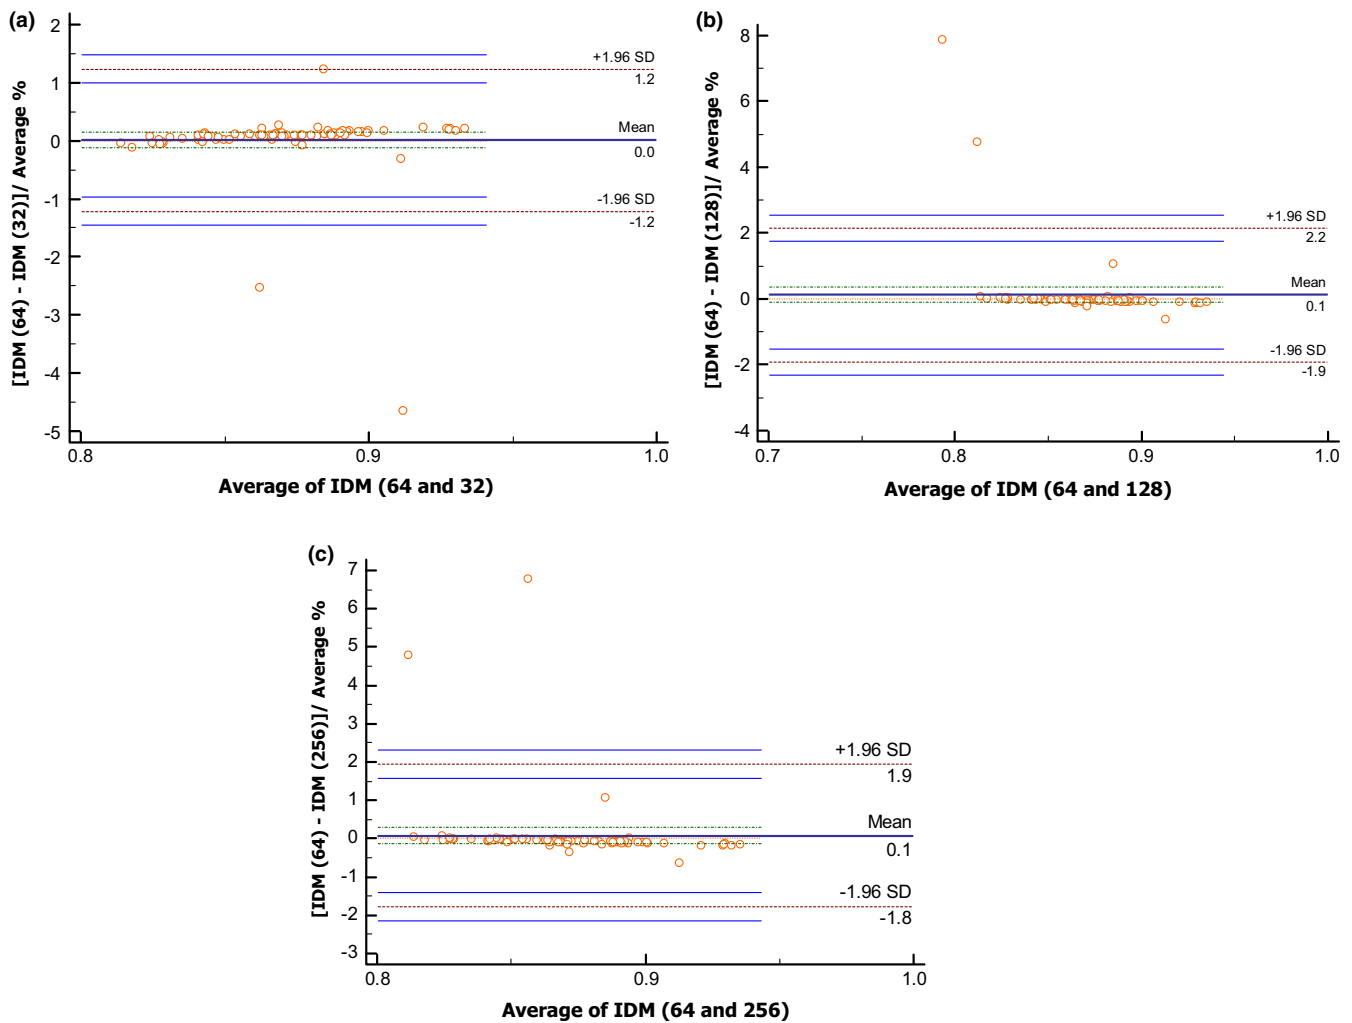 (a)
[IDM (64) - IDM (32)]/ Average %
2
1
0
-1
-2
-3
-4
-5
+1.96 SD
1.2
Mean
0.0
-1.96 SD
-1.2
0.8
0.9
1.0
Average of IDM (64 and 32)
(b)
[IDM (64) - IDM (128)]/ Average %
8
6
4
2
0
-2
-4
+1.96 SD
2.2
Mean
0.1
-1.96 SD
-1.9
0.7
0.8
0.9
1.0
Average of IDM (64 and 128)
(c)
[IDM (64) - IDM (256)]/ Average %
7
6
5
4
3
2
1
0
-1
-2
-3
+1.96 SD
1.9
Mean
0.1
-1.96 SD
-1.8
0.8
0.9
1.0
Average of IDM (64 and 256)